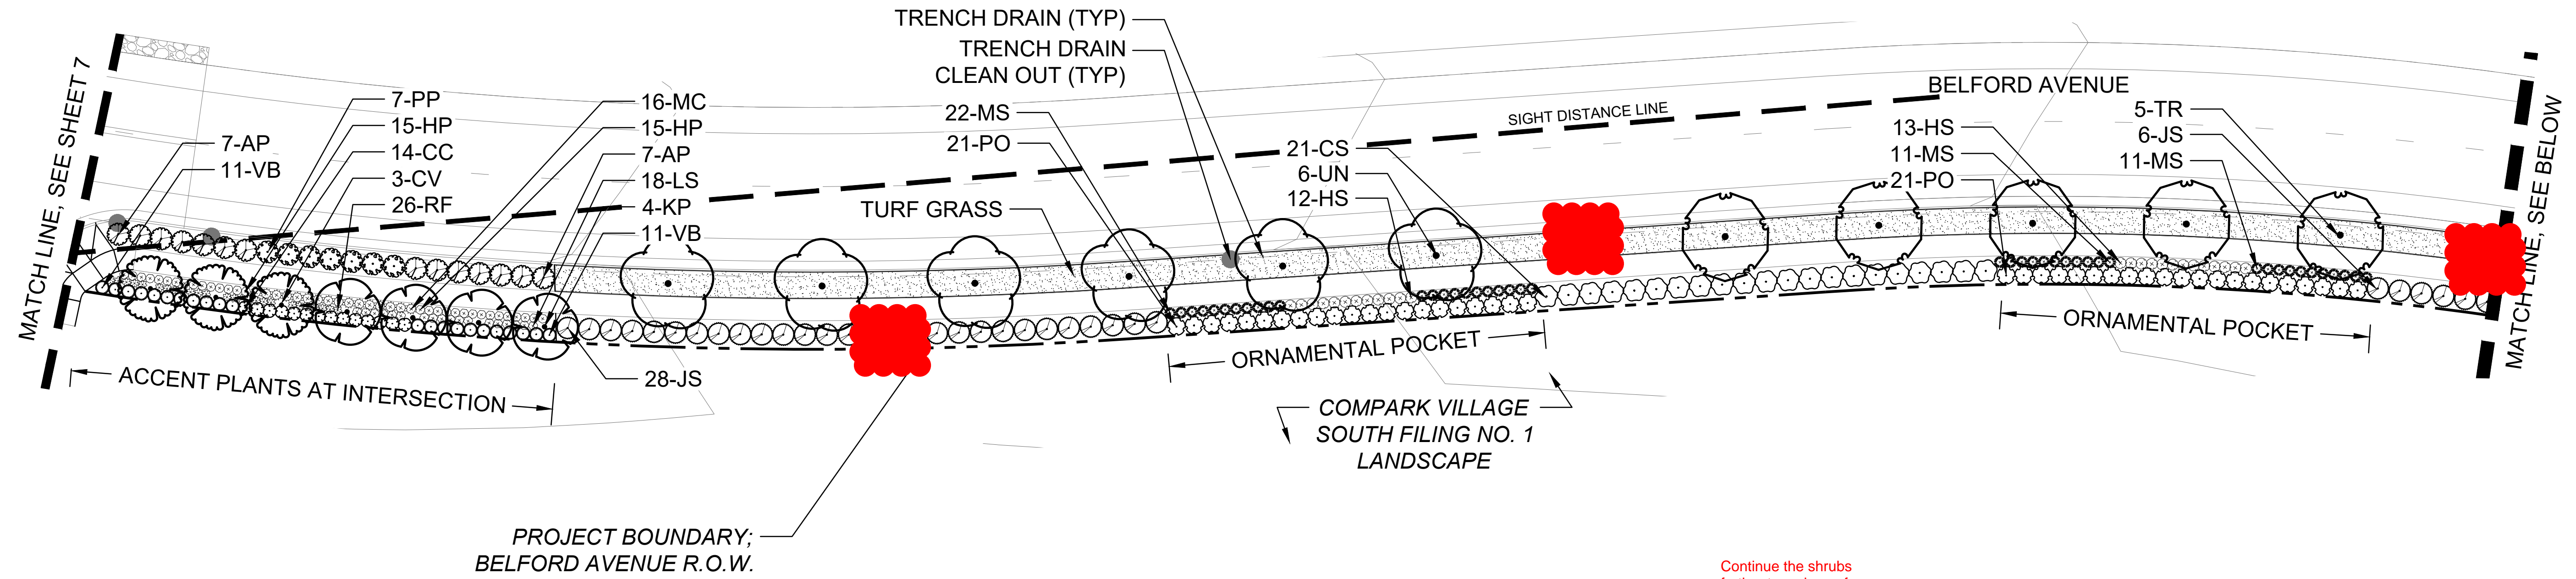 MATCH LINE, SEE SHEET 7
7-AP
11-VB
7-PP
15-HP
14-CC
3-CV
26-RF
16-MC
15-HP
7-AP
18-LS
4-KP
11-VB
28-JS
ACCENT PLANTS AT INTERSECTION
TRENCH DRAIN (TYP)
TRENCH DRAIN
CLEAN OUT (TYP)
22-MS
21-PO
TURF GRASS
21-CS
6-UN
12-HS
SIGHT DISTANCE LINE
BELFORD AVENUE
13-HS
11-MS
21-PO
5-TR
6-JS
11-MS
MATCH LINE, SEE BELOW
ORNAMENTAL POCKET
ORNAMENTAL POCKET
COMPARK VILLAGE
SOUTH FILING NO. 1
LANDSCAPE
PROJECT BOUNDARY;
BELFORD AVENUE R.O.W.
Continue the shrubs